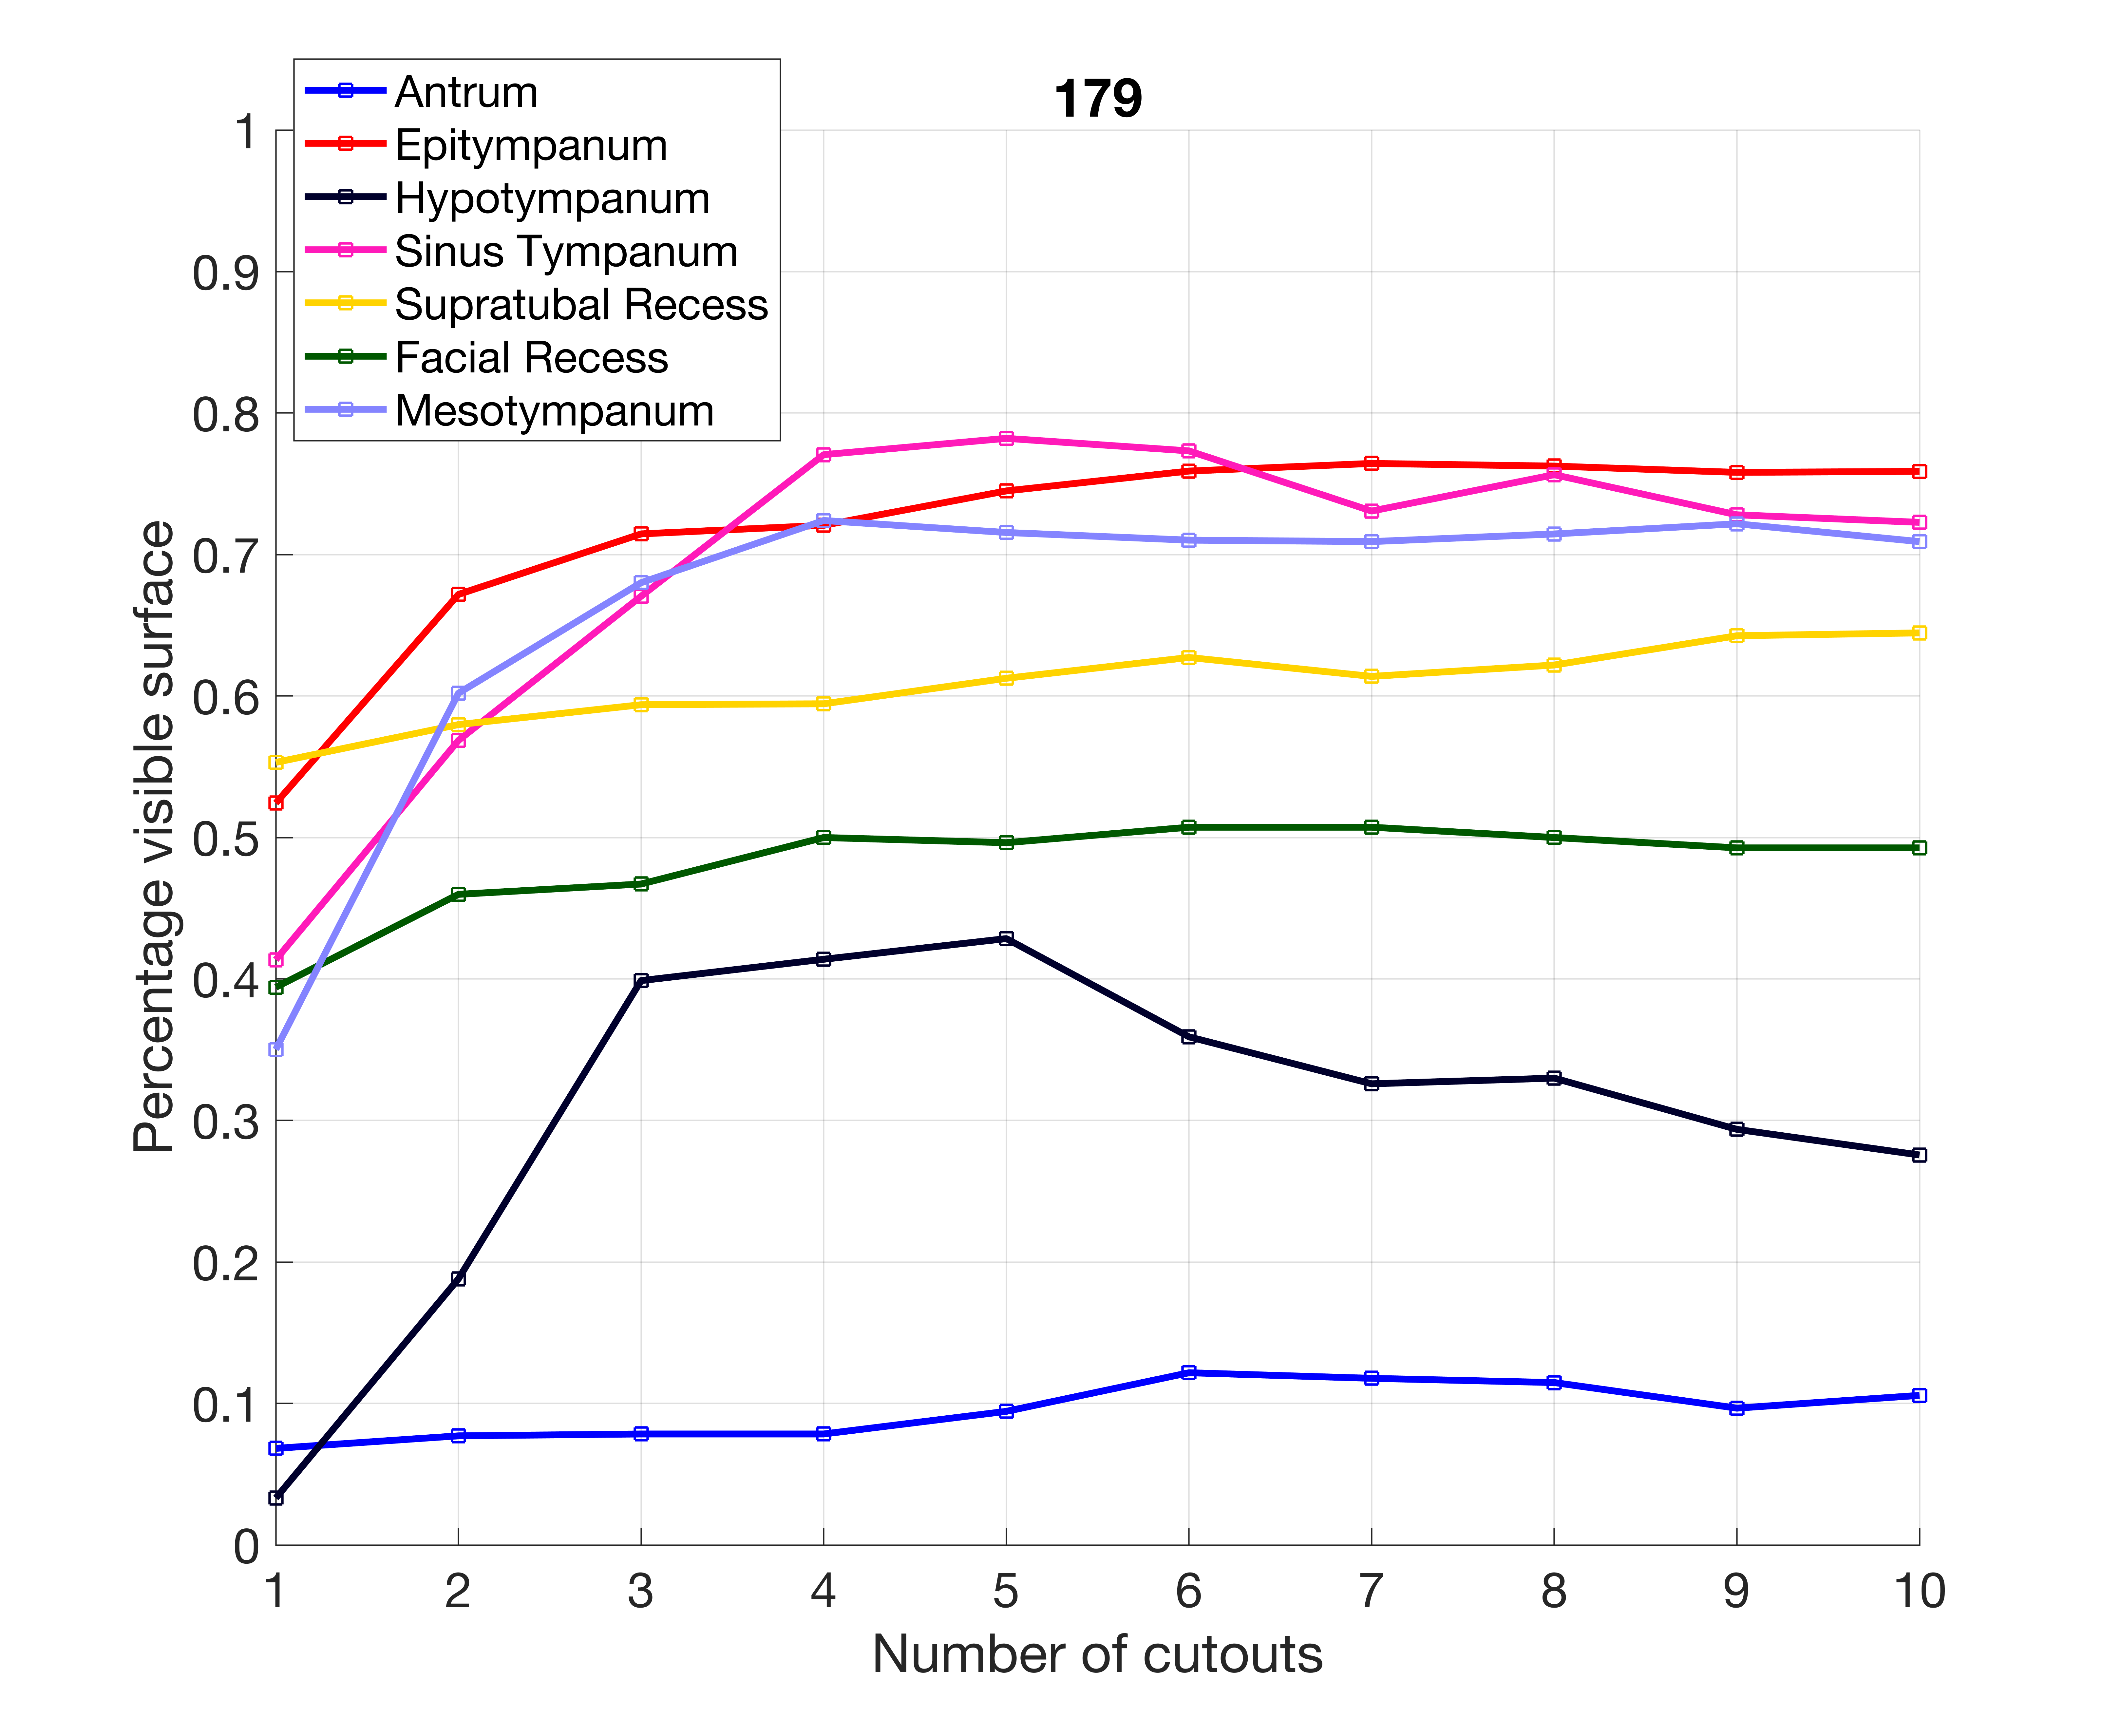 179
Antrum
Epitympanum
Hypotympanum
Sinus Tympanum
Supratubal Recess
Facial Recess
Mesotympanum
1
0.9
0.8
0.7
0.6
0.5
0.4
0.3
0.2
0.1
0
Percentage visible surface
1 2 3 4 5 6 7 8 9 10
Number of cutouts